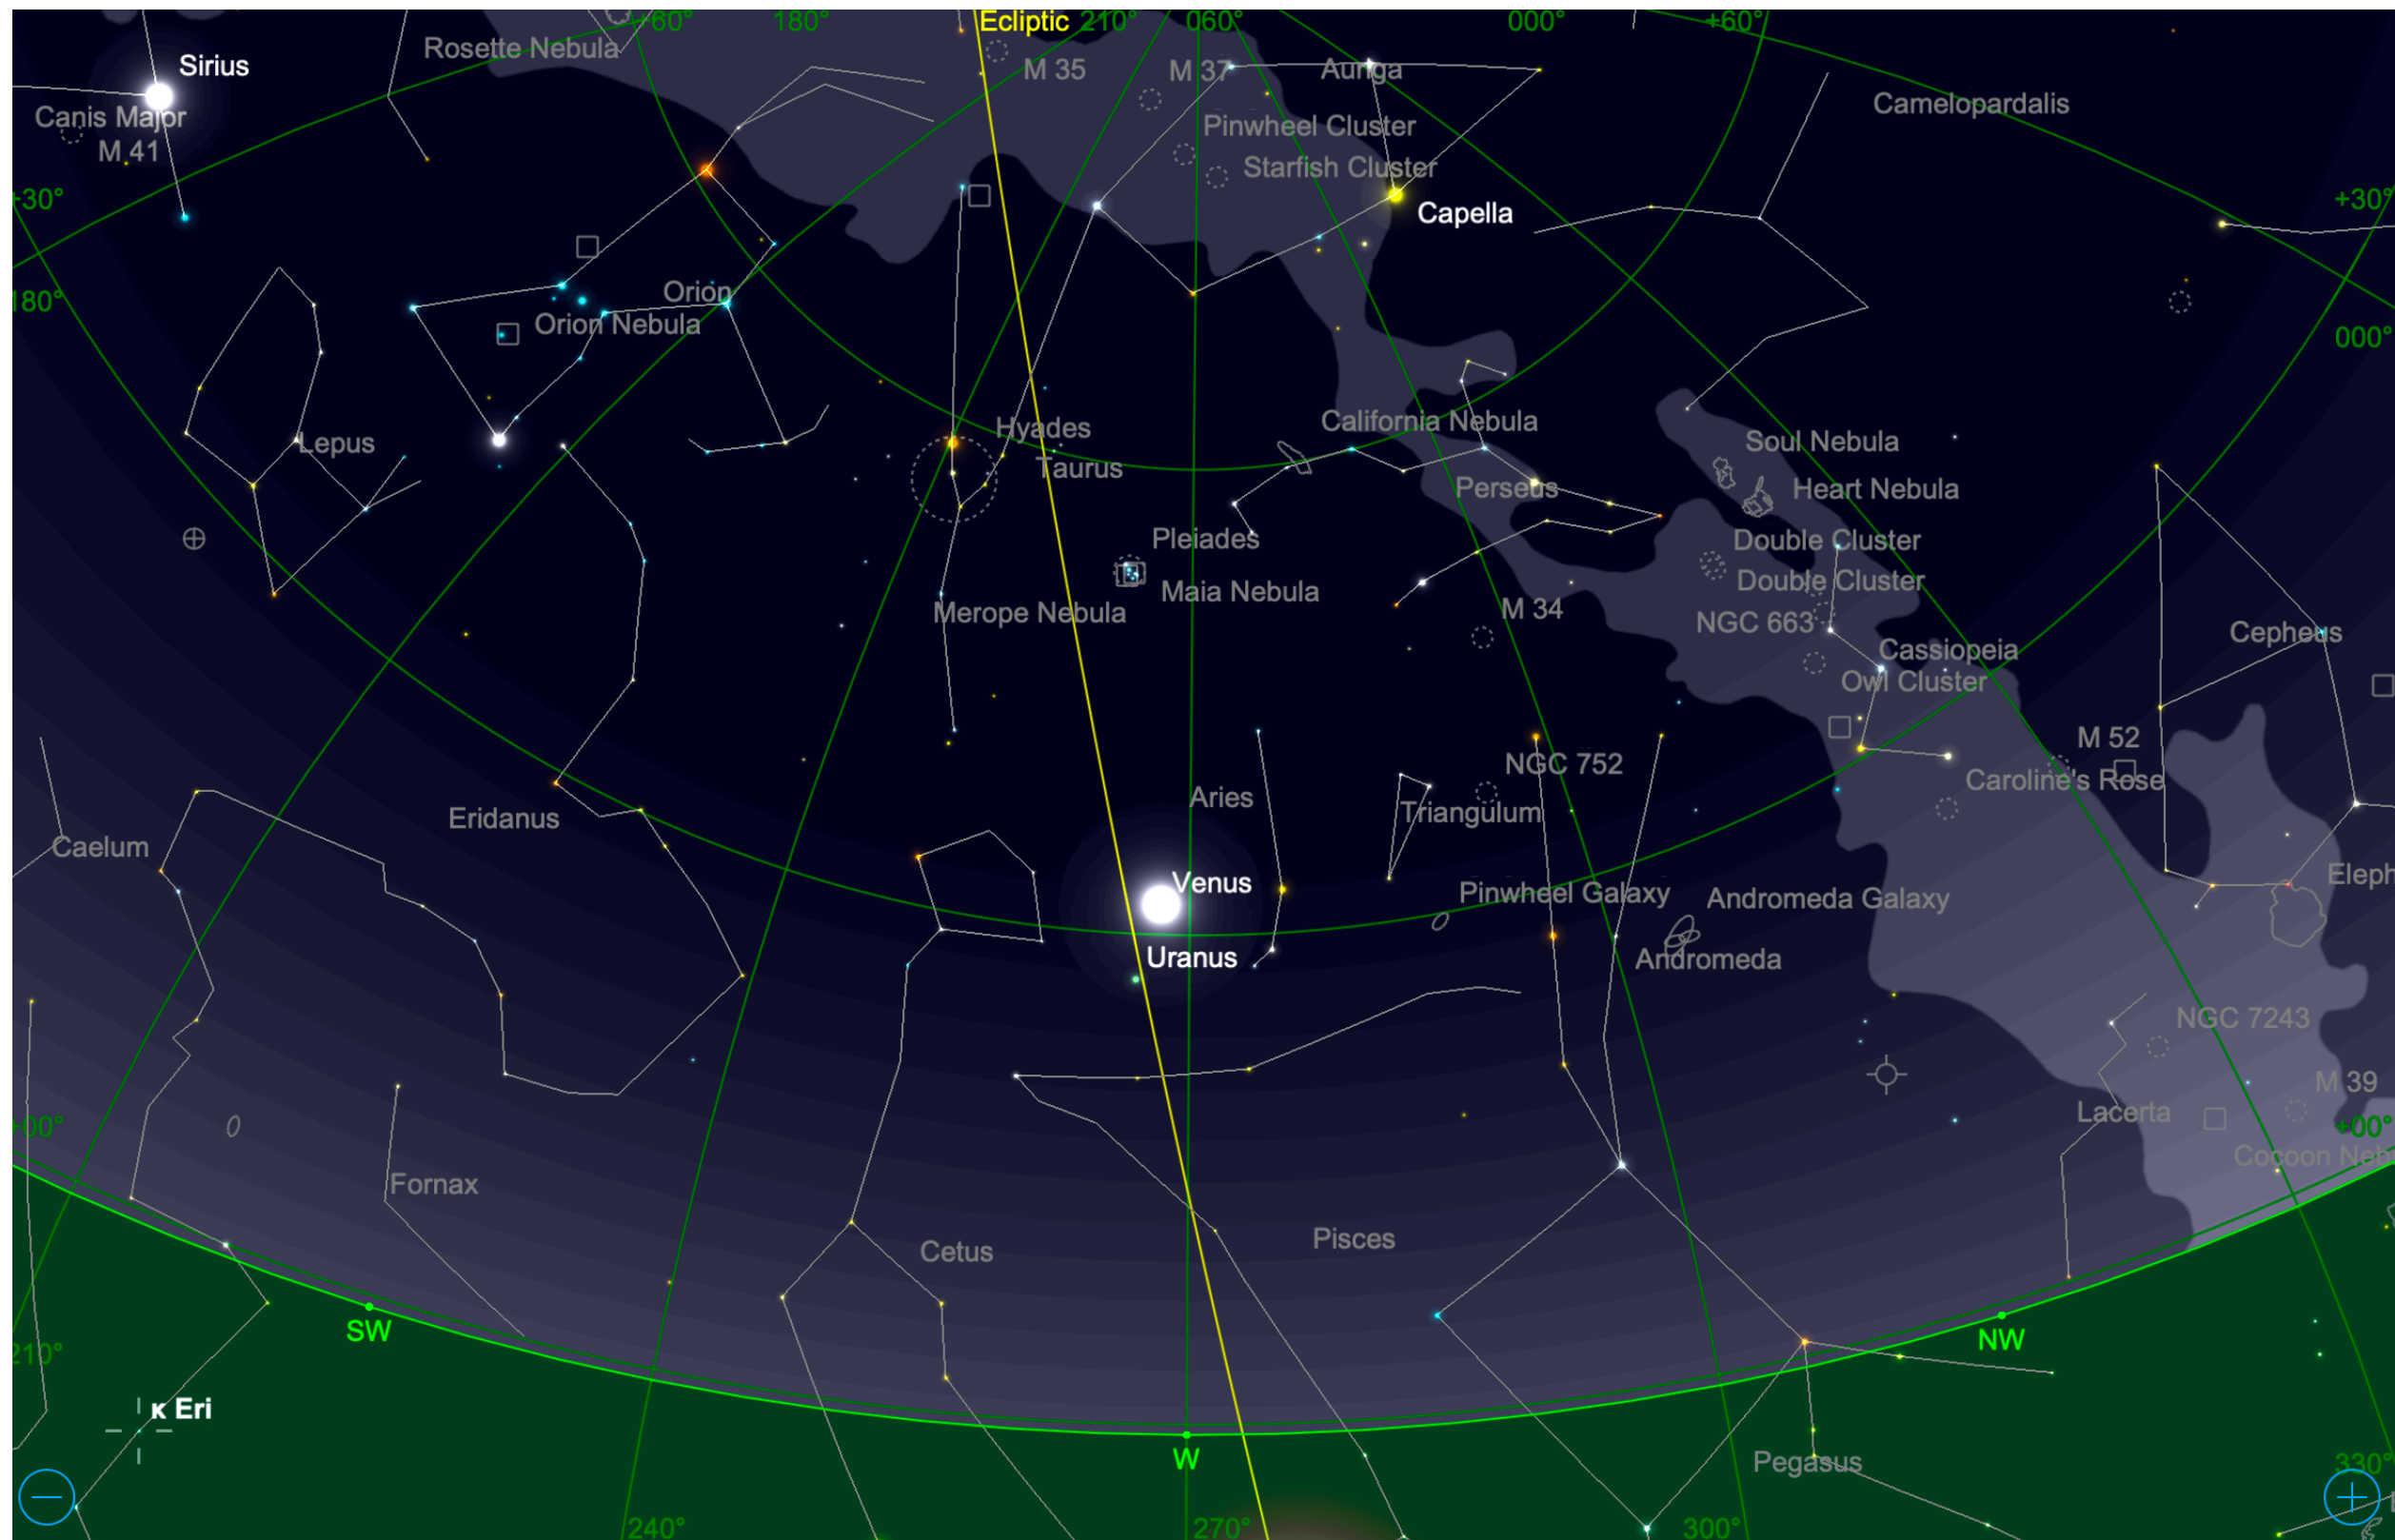 +60°
180°
Ecliptic
210°
060°
000°
+60°
Rosette Nebula
Sirius
M 35
M 37
Auriga
Camelopardalis
Canis Major
M 41
Pinwheel Cluster
Starfish Cluster
+30°
Capella
+30°
180°
Orion
Orion Nebula
000°
Lepus
Hyades
Taurus
California Nebula
Soul Nebula
Perseus
Heart Nebula
Pleiades
Double Cluster
Double Cluster
Maia Nebula
Merope Nebula
M 34
NGC 663
Cepheus
Cassiopeia
Owl Cluster
M 52
NGC 752
Caroline's Rose
Aries
Triangulum
Eridanus
Caelum
Venus
Pinwheel Galaxy
Andromeda Galaxy
Eleph
Uranus
Andromeda
NGC 7243
M 39
Lacerta
+00°
+00°
Cocoon Neb
Fornax
Cetus
Pisces
SW
NW
210°
κ Eri
W
Pegasus
330°
240°
270°
300°